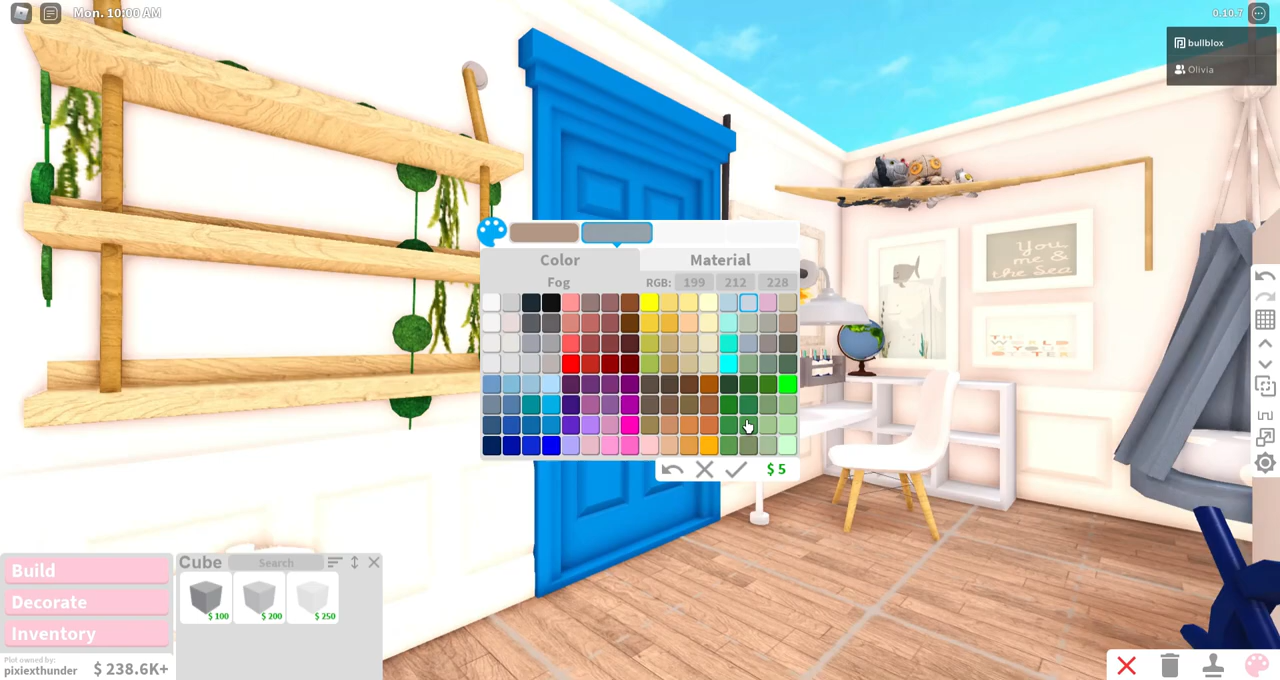 Mon. 10:00 AM
0.10.7
bullblox
Olivia
You
me &
the Sea
Color
Material
Fog
RGB:
199
212
228
$ 5
Build
Decorate
Inventory
Plot owned by:
pixiexthunder
$ 238.6K+
Cube
Search
$ 100
$ 200
$ 250